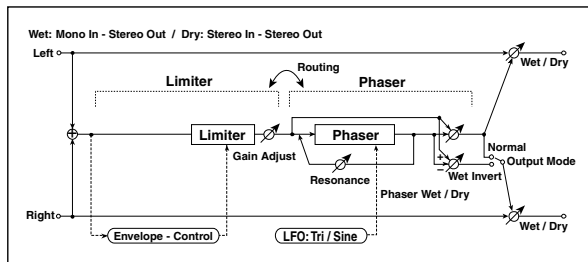 Wet: Mono In - Stereo Out / Dry: Stereo In - Stereo Out
Left
Wet / Dry
Routing
Limiter
Phaser
Limiter
Phaser
Gain Adjust
+
−
Normal
Wet Invert
Output Mode
Resonance
Phaser Wet / Dry
Right
Wet / Dry
Envelope - Control
LFO: Tri / Sine